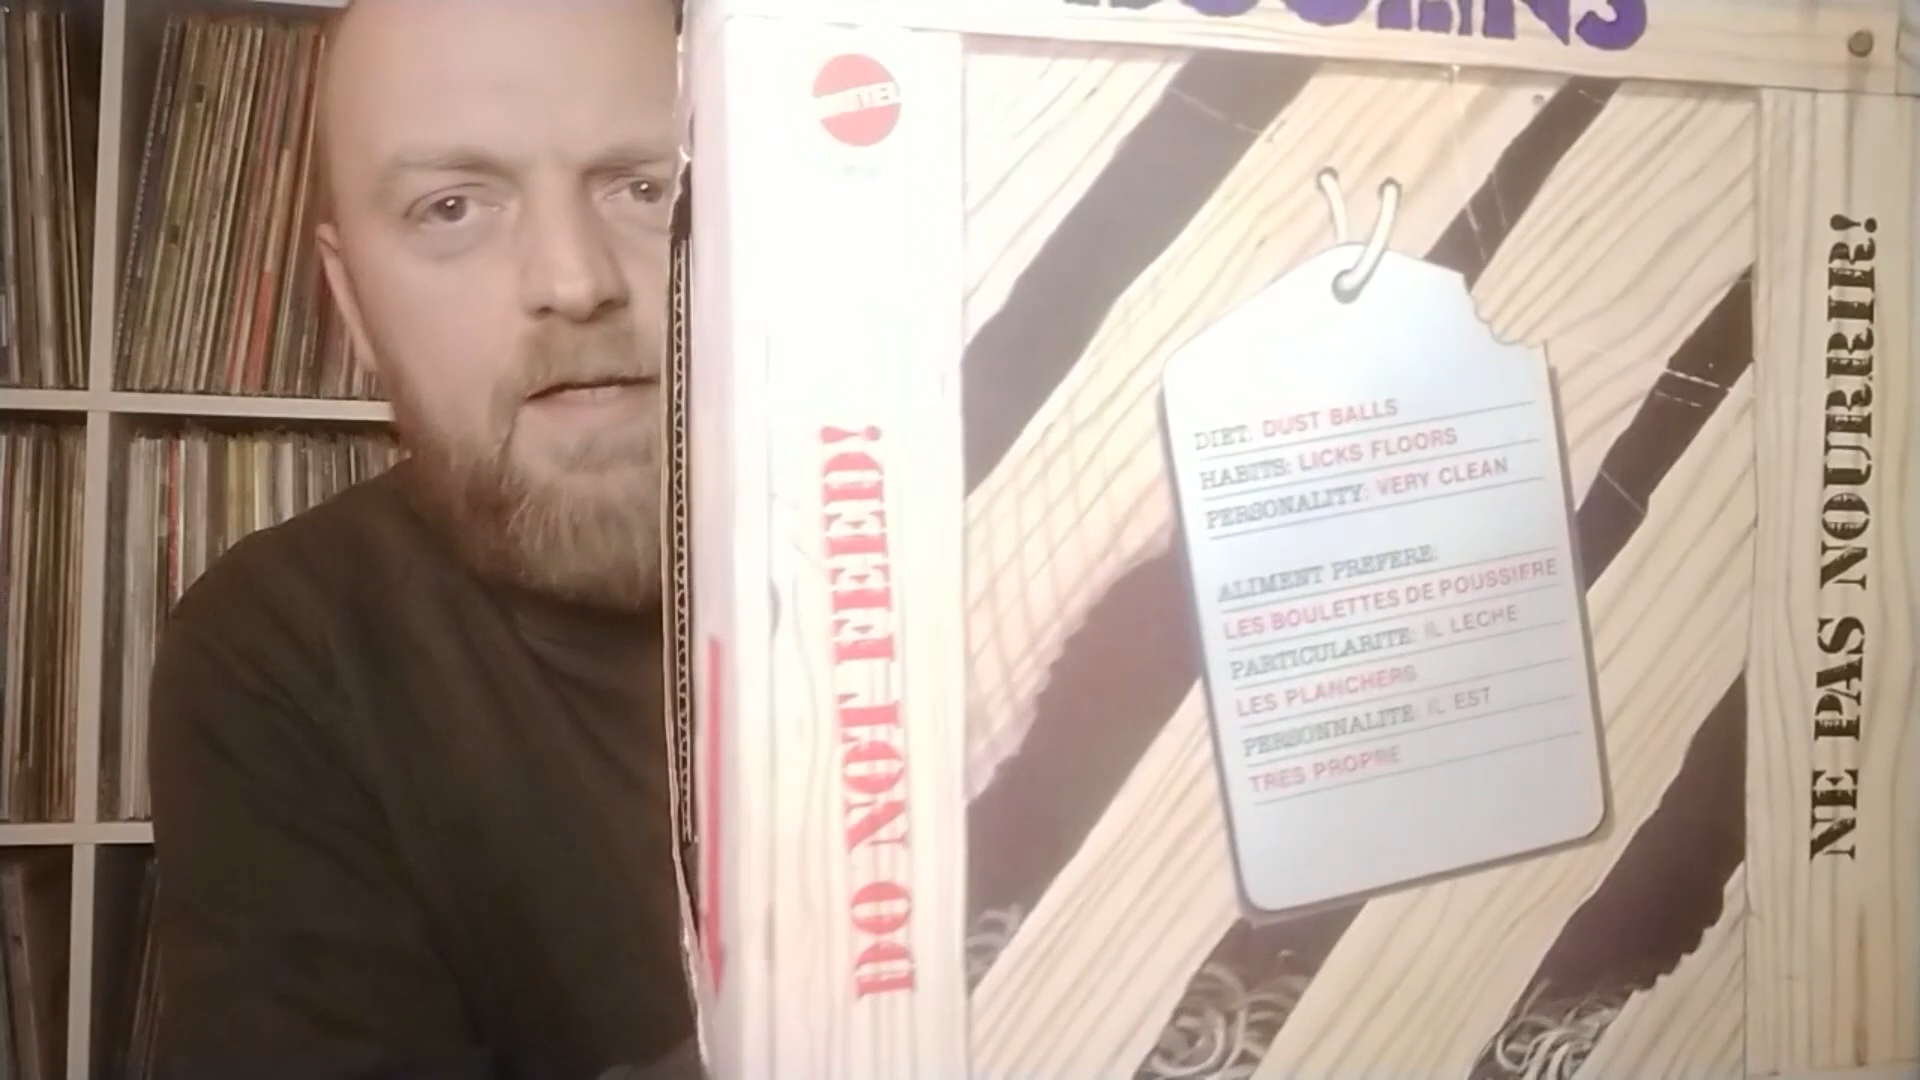 MATTEL
DO NOT FEED!
DIET: DUST BALLS
HABITS: LICKS FLOORS
PERSONALITY: VERY CLEAN
ALIMENT PREFERE:
LES BOULETTES DE POUSSIERE
PARTICULARITE: IL LECHE
LES PLANCHERS
PERSONNALITE: IL EST
TRES PROPRE
NE PAS NOURRIR!